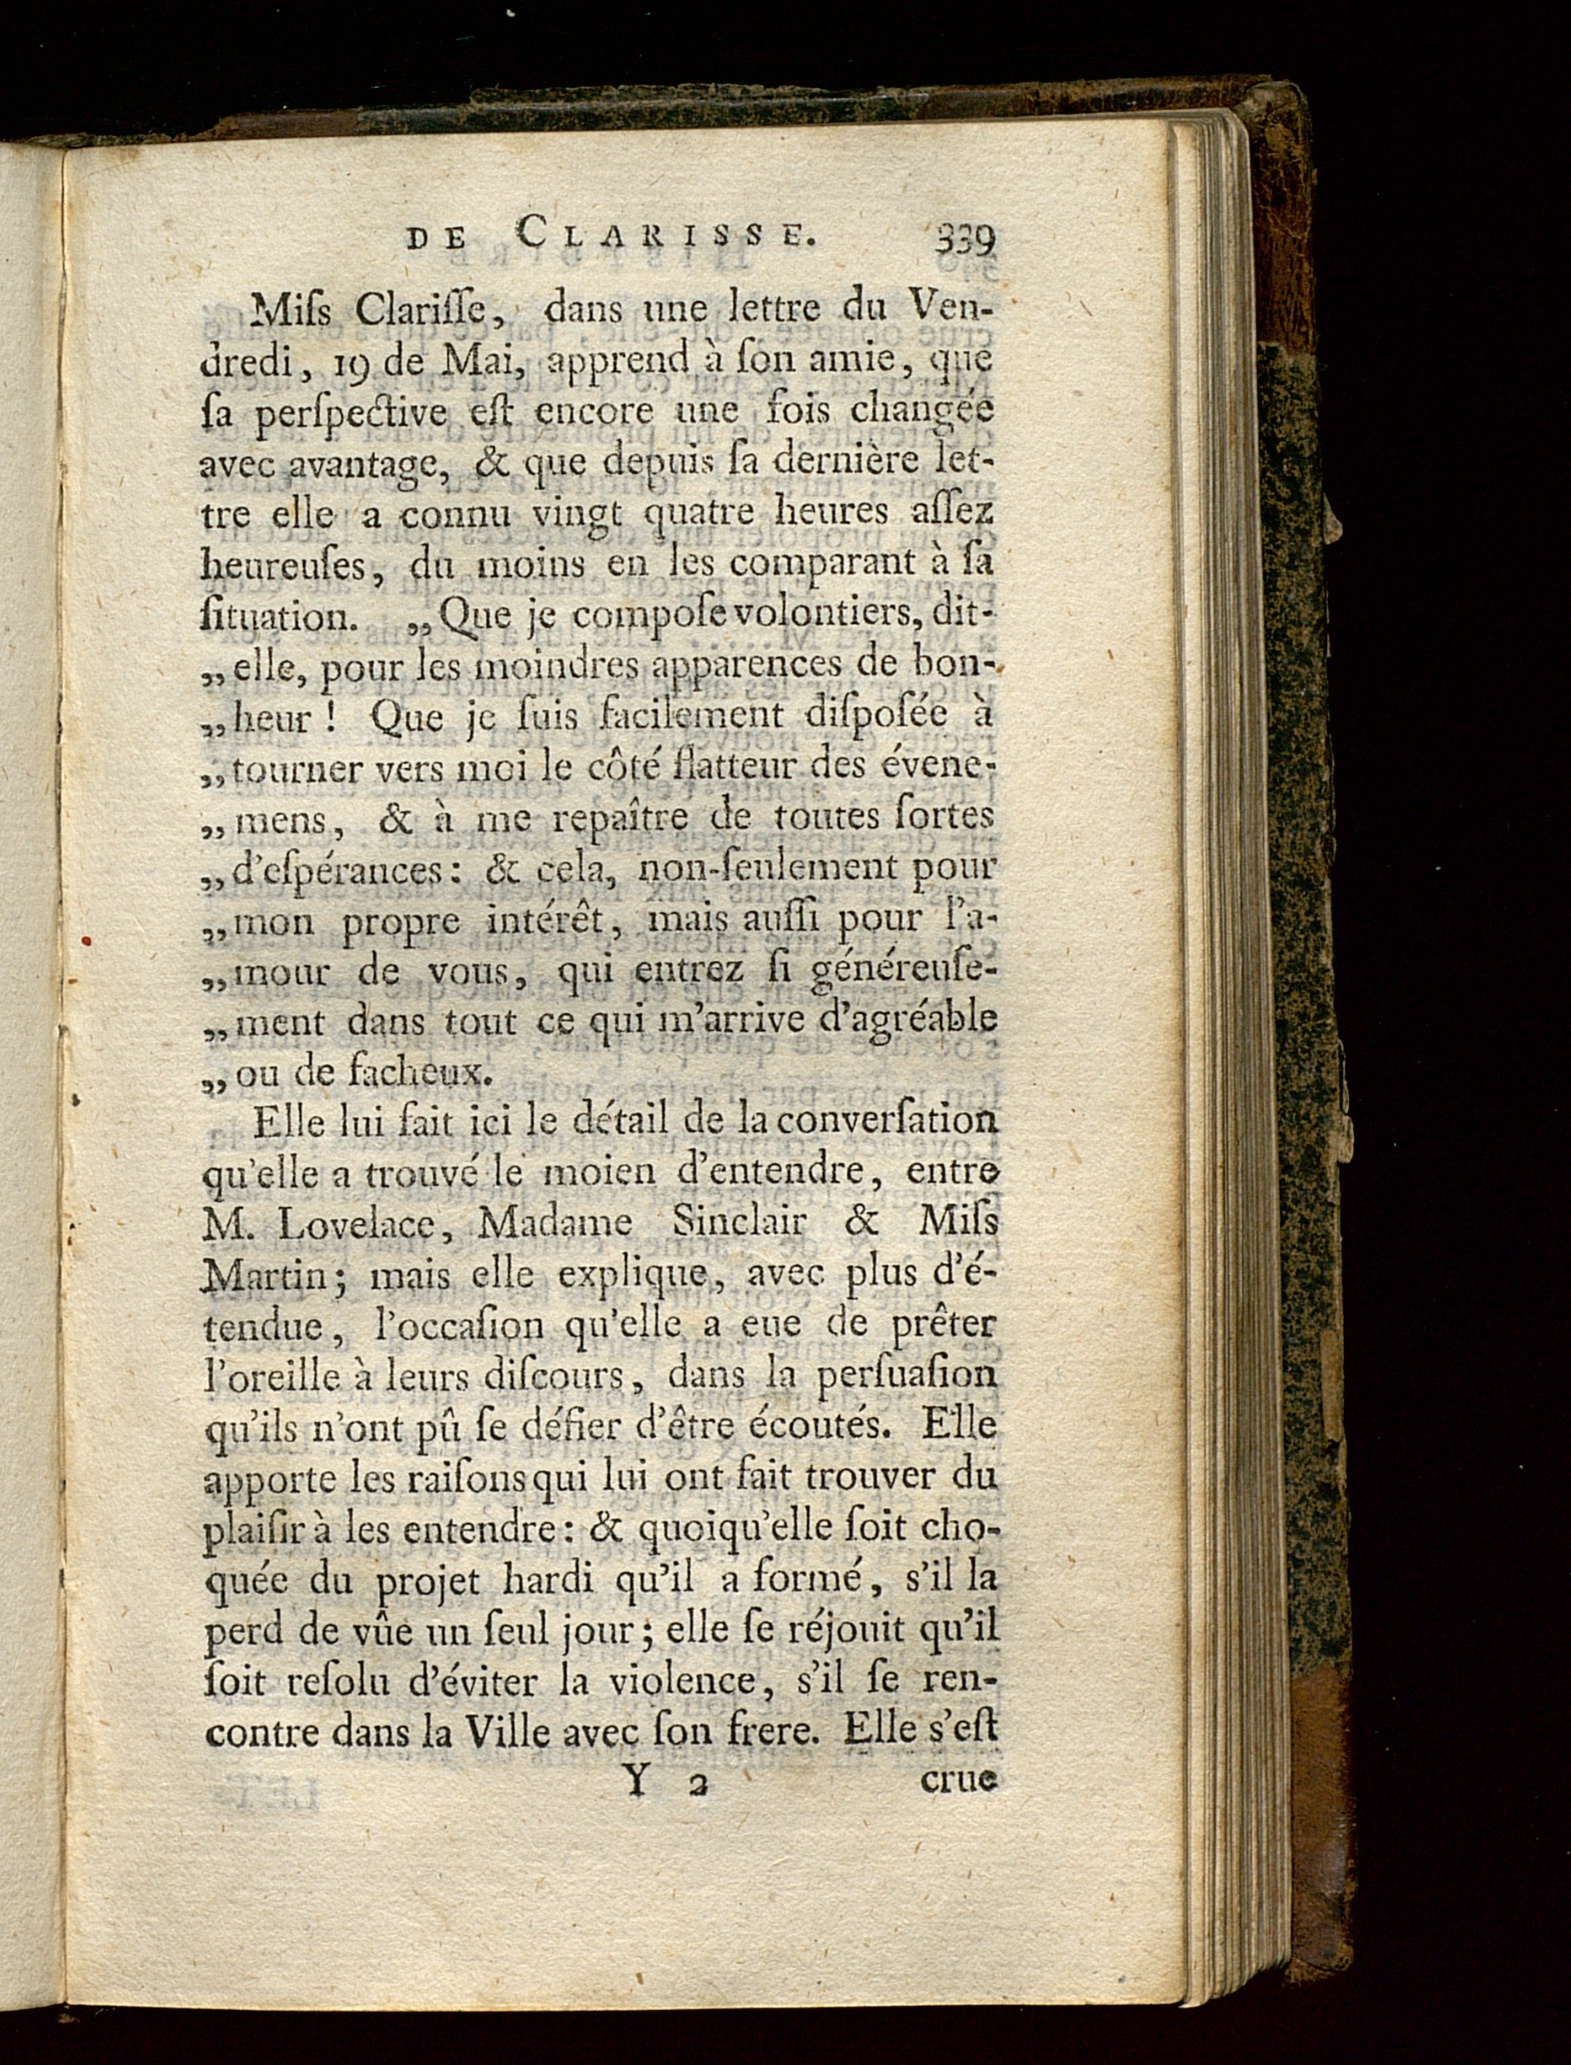 DE CLARISSE. 339
Miſs Clariſſe, dans une lettre du Ven-
dredi, 19 de Mai, apprend à ſon amie, que
ſa perſpective eſt encore une fois changée
avec avantage, & que depuis ſa dernière let-
tre elle a connu vingt quatre heures aſſez
heureuſes, du moins en les comparant à ſa
ſituation. „Que je compoſe volontiers, dit-
„elle, pour les moindres apparences de bon-
„heur ! Que je ſuis facilement diſpoſée à
„tourner vers moi le côté flatteur des évene-
„mens, & à me repaître de toutes ſortes
„d'eſpérances: & cela, non-ſeulement pour
„mon propre intérêt, mais auſſi pour l'a-
„mour de vous, qui entrez ſi généreuſe-
„ment dans tout ce qui m'arrive d'agréable
„ou de facheux.
Elle lui fait ici le détail de la converſation
qu'elle a trouvé le moien d'entendre, entre
M. Lovelace, Madame Sinclair & Miſs
Martin; mais elle explique, avec plus d'é-
tendue, l'occaſion qu'elle a eue de prêter
l'oreille à leurs diſcours, dans la perſuaſion
qu'ils n'ont pû ſe défier d'être écoutés. Elle
apporte les raiſons qui lui ont fait trouver du
plaiſir à les entendre: & quoiqu'elle ſoit cho-
quée du projet hardi qu'il a formé, s'il la
perd de vûe un ſeul jour; elle ſe réjouit qu'il
ſoit reſolu d'éviter la violence, s'il ſe ren-
contre dans la Ville avec ſon frere. Elle s'eſt
Y 2 crue